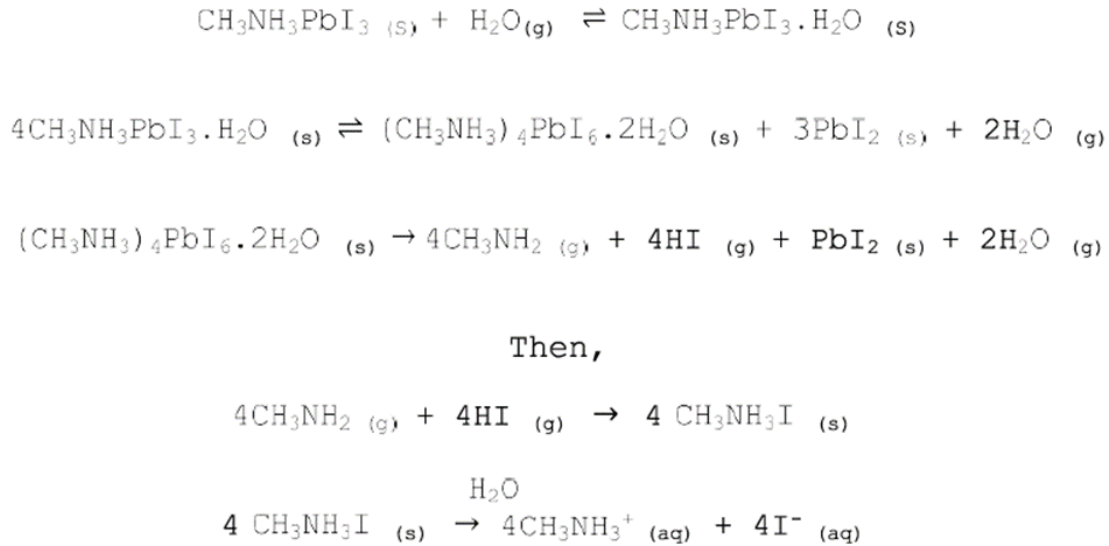 CH₃NH₃PbI₃ (s) + H₂O(g) ⇌ CH₃NH₃PbI₃.H₂O (s)
4CH₃NH₃PbI₃.H₂O (s) ⇌ (CH₃NH₃)₄PbI₆.2H₂O (s) + 3PbI₂ (s) + 2H₂O (g)
(CH₃NH₃)₄PbI₆.2H₂O (s) → 4CH₃NH₂ (g) + 4HI (g) + PbI₂ (s) + 2H₂O (g)
Then,
4CH₃NH₂ (g) + 4HI (g) → 4 CH₃NH₃I (s)
H₂O
4 CH₃NH₃I (s) → 4CH₃NH₃⁺ (aq) + 4I⁻ (aq)